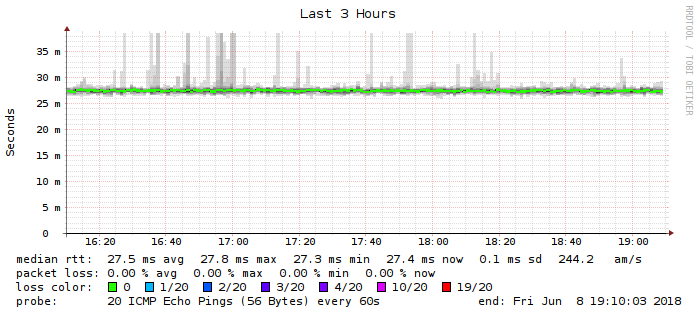 Last 3 Hours
RRDTOOL / TOBI OETIKER
Seconds
35 m
30 m
25 m
20 m
15 m
10 m
5 m
0
16:20 16:40 17:00 17:20 17:40 18:00 18:20 18:40 19:00
median rtt: 27.5 ms avg 27.8 ms max 27.3 ms min 27.4 ms now 0.1 ms sd 244.2 am/s
packet loss: 0.00 % avg 0.00 % max 0.00 % min 0.00 % now
loss color: 0 1/20 2/20 3/20 4/20 10/20 19/20
probe: 20 ICMP Echo Pings (56 Bytes) every 60s end: Fri Jun 8 19:10:03 2018